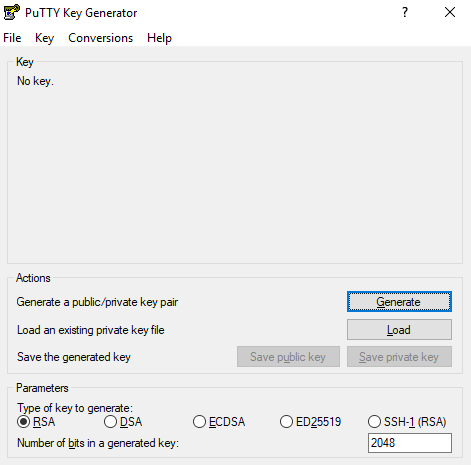 PuTTY Key Generator ?
File Key Conversions Help
Key
No key.
Actions
Generate a public/private key pair Generate
Load an existing private key file Load
Save the generated key Save public key Save private key
Parameters
Type of key to generate:
RSA DSA ECDSA ED25519 SSH-1 (RSA)
Number of bits in a generated key: 2048